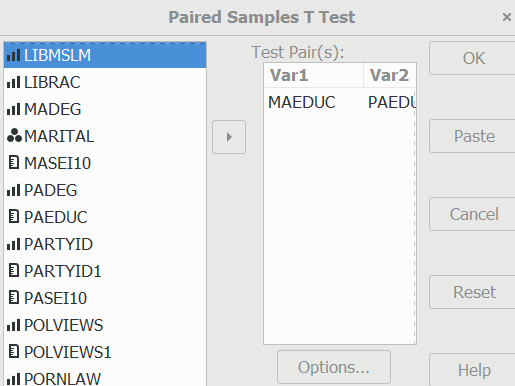 Paired Samples T Test
×
LIBMSLM
LIBRAC
MADEG
MARITAL
MASEI10
PADEG
PAEDUC
PARTYID
PARTYID1
PASEI10
POLVIEWS
POLVIEWS1
PORNLAW
Test Pair(s):
Var1 Var2
MAEDUC PAEDU
Options...
OK
Paste
Cancel
Reset
Help